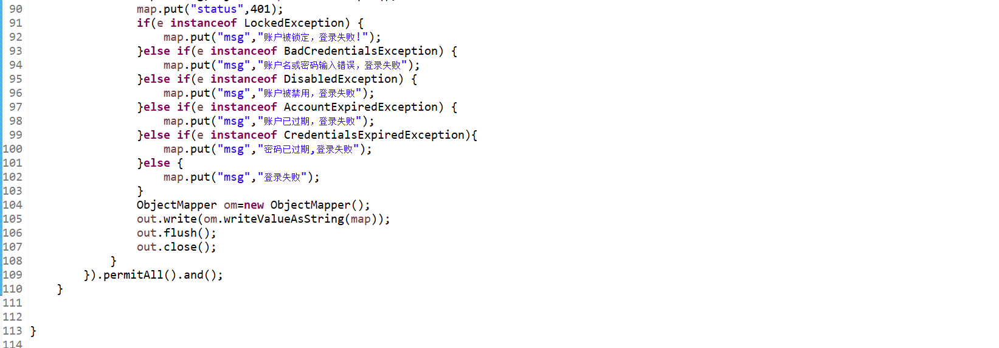 90 map.put("status",401);
91 if(e instanceof LockedException) {
92 map.put("msg","账户被锁定，登录失败!");
93 }else if(e instanceof BadCredentialsException) {
94 map.put("msg","账户名或密码输入错误，登录失败");
95 }else if(e instanceof DisabledException) {
96 map.put("msg","账户被禁用，登录失败");
97 }else if(e instanceof AccountExpiredException) {
98 map.put("msg","账户已过期，登录失败");
99 }else if(e instanceof CredentialsExpiredException){
100 map.put("msg","密码已过期,登录失败");
101 }else {
102 map.put("msg","登录失败");
103 }
104 ObjectMapper om=new ObjectMapper();
105 out.write(om.writeValueAsString(map));
106 out.flush();
107 out.close();
108 }
109 }).permitAll().and();
110 }
111
112
113 }
114